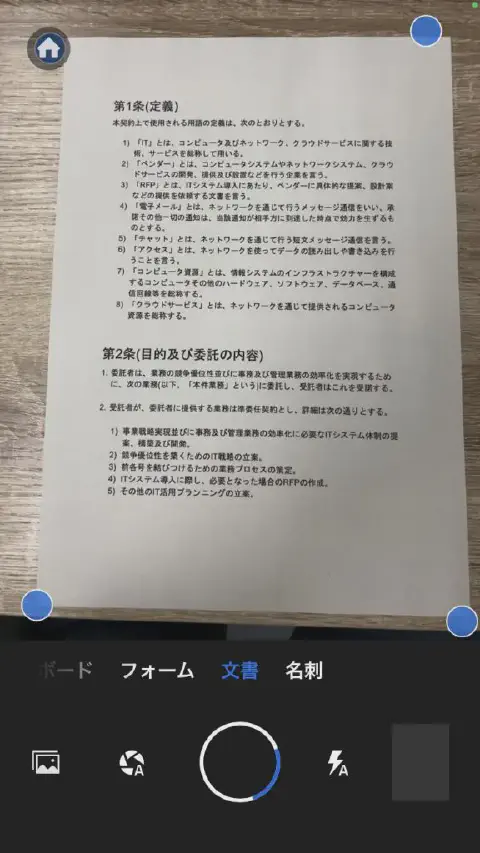 第1条(定義)
本契約上で使用される用語の定義は、次のとおりとする。
1) 「IT」とは、コンピュータ及びネットワーク、クラウドサービスに関する技
術、サービスを総称して用いる。
2) 「ベンダー」とは、コンピュータシステムやネットワークシステム、クラウ
ドサービスの開発、提供及び設置などを行う企業を言う。
3) 「RFP」とは、ITシステム導入にあたり、ベンダーに具体的な提案、設計案
などの提供を依頼する文書を言う。
4) 「電子メール」とは、ネットワークを通じて行うメッセージ通信をいい、承
諾その他一切の通知は、当該通知が相手方に到達した時点で効力を生ずるも
のとする。
5) 「チャット」とは、ネットワークを通じて行う短文メッセージ通信を言う。
6) 「アクセス」とは、ネットワークを使ってデータの読み出しや書き込みを行
うことを言う。
7) 「コンピュータ資源」とは、情報システムのインフラストラクチャーを構成
するコンピュータその他のハードウェア、ソフトウェア、データベース、通
信回線等を総称する。
8) 「クラウドサービス」とは、ネットワークを通じて提供されるコンピュータ
資源を総称する。
第2条(目的及び委託の内容)
1. 委託者は、業務の競争優位性並びに事務及び管理業務の効率化を実現するため
に、次の業務(以下、「本件業務」という)に委託し、受託者はこれを受諾する。
2. 受託者が、委託者に提供する業務は準委任契約とし、詳細は次の通りとする。
1) 事業戦略実現並びに事務及び管理業務の効率化に必要なITシステム体制の提
案、構築及び開発。
2) 競争優位性を築くためのIT戦略の立案。
3) 前各号を結びつけるための業務プロセスの策定。
4) ITシステム導入に際し、必要となった場合のRFPの作成。
5) その他のIT活用プランニングの立案。
ボード フォーム 文書 名刺
A
A